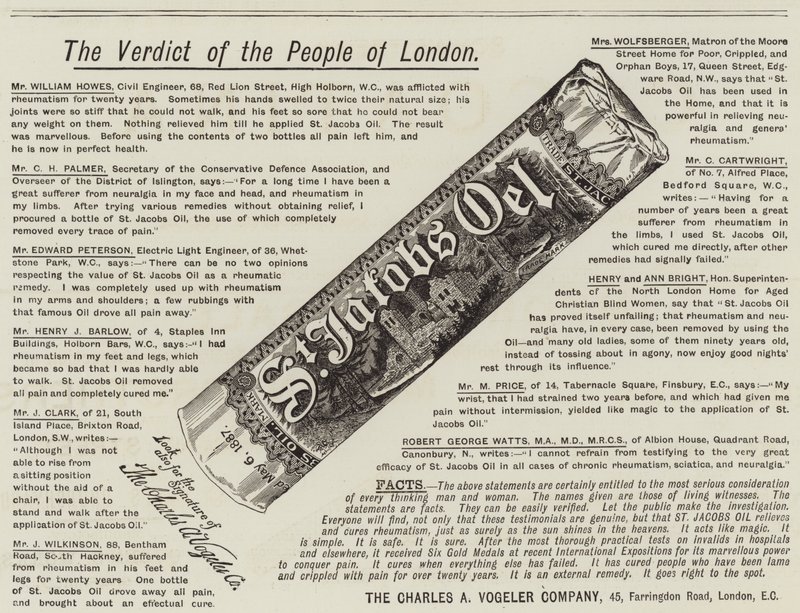 The Verdict of the People of London.
Mr. WILLIAM HOWES, Civil Engineer, 68, Red Lion Street, High Holborn, W.C., was afflicted with
rheumatism for twenty years. Sometimes his hands swelled to twice their natural size; his
joints were so stiff that he could not walk, and his feet so sore that he could not bear
any weight on them. Nothing relieved him till he applied St. Jacobs Oil. The result
was marvellous. Before using the contents of two bottles all pain left him, and
he is now in perfect health.
Mr. C. H. PALMER, Secretary of the Conservative Defence Association, and
Overseer of the District of Islington, says:—"For a long time I have been a
great sufferer from neuralgia in my face and head, and rheumatism in
my limbs. After trying various remedies without obtaining relief, I
procured a bottle of St. Jacobs Oil, the use of which completely
removed every trace of pain."
Mr. EDWARD PETERSON, Electric Light Engineer, of 36, Whet-
stone Park, W.C., says:—"There can be no two opinions
respecting the value of St. Jacobs Oil as a rheumatic
remedy. I was completely used up with rheumatism
in my arms and shoulders; a few rubbings with
that famous Oil drove all pain away."
Mr. HENRY J. BARLOW, of 4, Staples Inn
Buildings, Holborn Bars, W.C., says:—"I had
rheumatism in my feet and legs, which
became so bad that I was hardly able
to walk. St. Jacobs Oil removed
all pain and completely cured me."
Mr. J. CLARK, of 21, South
Island Place, Brixton Road,
London, S.W., writes:—
"Although I was not
able to rise from
a sitting position
without the aid of a
chair, I was able to
stand and walk after the
application of St. Jacobs Oil."
Mr. J. WILKINSON, 88, Bentham
Road, South Hackney, suffered
from rheumatism in his feet and
legs for twenty years One bottle
of St. Jacobs Oil drove away all pain,
and brought about an effectual cure.
St. Jakobs Oel
TRADE ST. JAC
TRADE MARK
MARK
S OIL.
May 6, 1887.
Look
also for the
Signature of
The Charles A. Vogeler Co.
Mrs. WOLFSBERGER, Matron of the Moore
Street Home for Poor, Crippled, and
Orphan Boys, 17, Queen Street, Edg-
ware Road, N.W., says that "St.
Jacobs Oil has been used in
the Home, and that it is
powerful in relieving neu-
ralgia and general
rheumatism."
Mr. C. CARTWRIGHT,
of No. 7, Alfred Place,
Bedford Square, W.C.,
writes:—"Having for a
number of years been a great
sufferer from rheumatism in
the limbs, I used St. Jacobs Oil,
which cured me directly, after other
remedies had signally failed."
HENRY and ANN BRIGHT, Hon. Superinten-
dents of the North London Home for Aged
Christian Blind Women, say that "St. Jacobs Oil
has proved itself unfailing; that rheumatism and neu-
ralgia have, in every case, been removed by using the
Oil—and many old ladies, some of them ninety years old,
instead of tossing about in agony, now enjoy good nights'
rest through its influence."
Mr. M. PRICE, of 14, Tabernacle Square, Finsbury, E.C., says:—"My
wrist, that I had strained two years before, and which had given me
pain without intermission, yielded like magic to the application of St.
Jacobs Oil."
ROBERT GEORGE WATTS, M.A., M.D., M.R.C.S., of Albion House, Quadrant Road,
Canonbury, N., writes:—"I cannot refrain from testifying to the very great
efficacy of St. Jacobs Oil in all cases of chronic rheumatism, sciatica, and neuralgia."
FACTS.—The above statements are certainly entitled to the most serious consideration
of every thinking man and woman. The names given are those of living witnesses. The
statements are facts. They can be easily verified. Let the public make the investigation.
Everyone will find, not only that these testimonials are genuine, but that ST. JACOBS OIL relieves
and cures rheumatism, just as surely as the sun shines in the heavens. It acts like magic. It
is simple. It is safe. It is sure. After the most thorough practical tests on invalids in hospitals
and elsewhere, it received Six Gold Medals at recent International Expositions for its marvellous power
to conquer pain. It cures when everything else has failed. It has cured people who have been lame
and crippled with pain for over twenty years. It is an external remedy. It goes right to the spot.
THE CHARLES A. VOGELER COMPANY, 45, Farringdon Road, London, E.C.